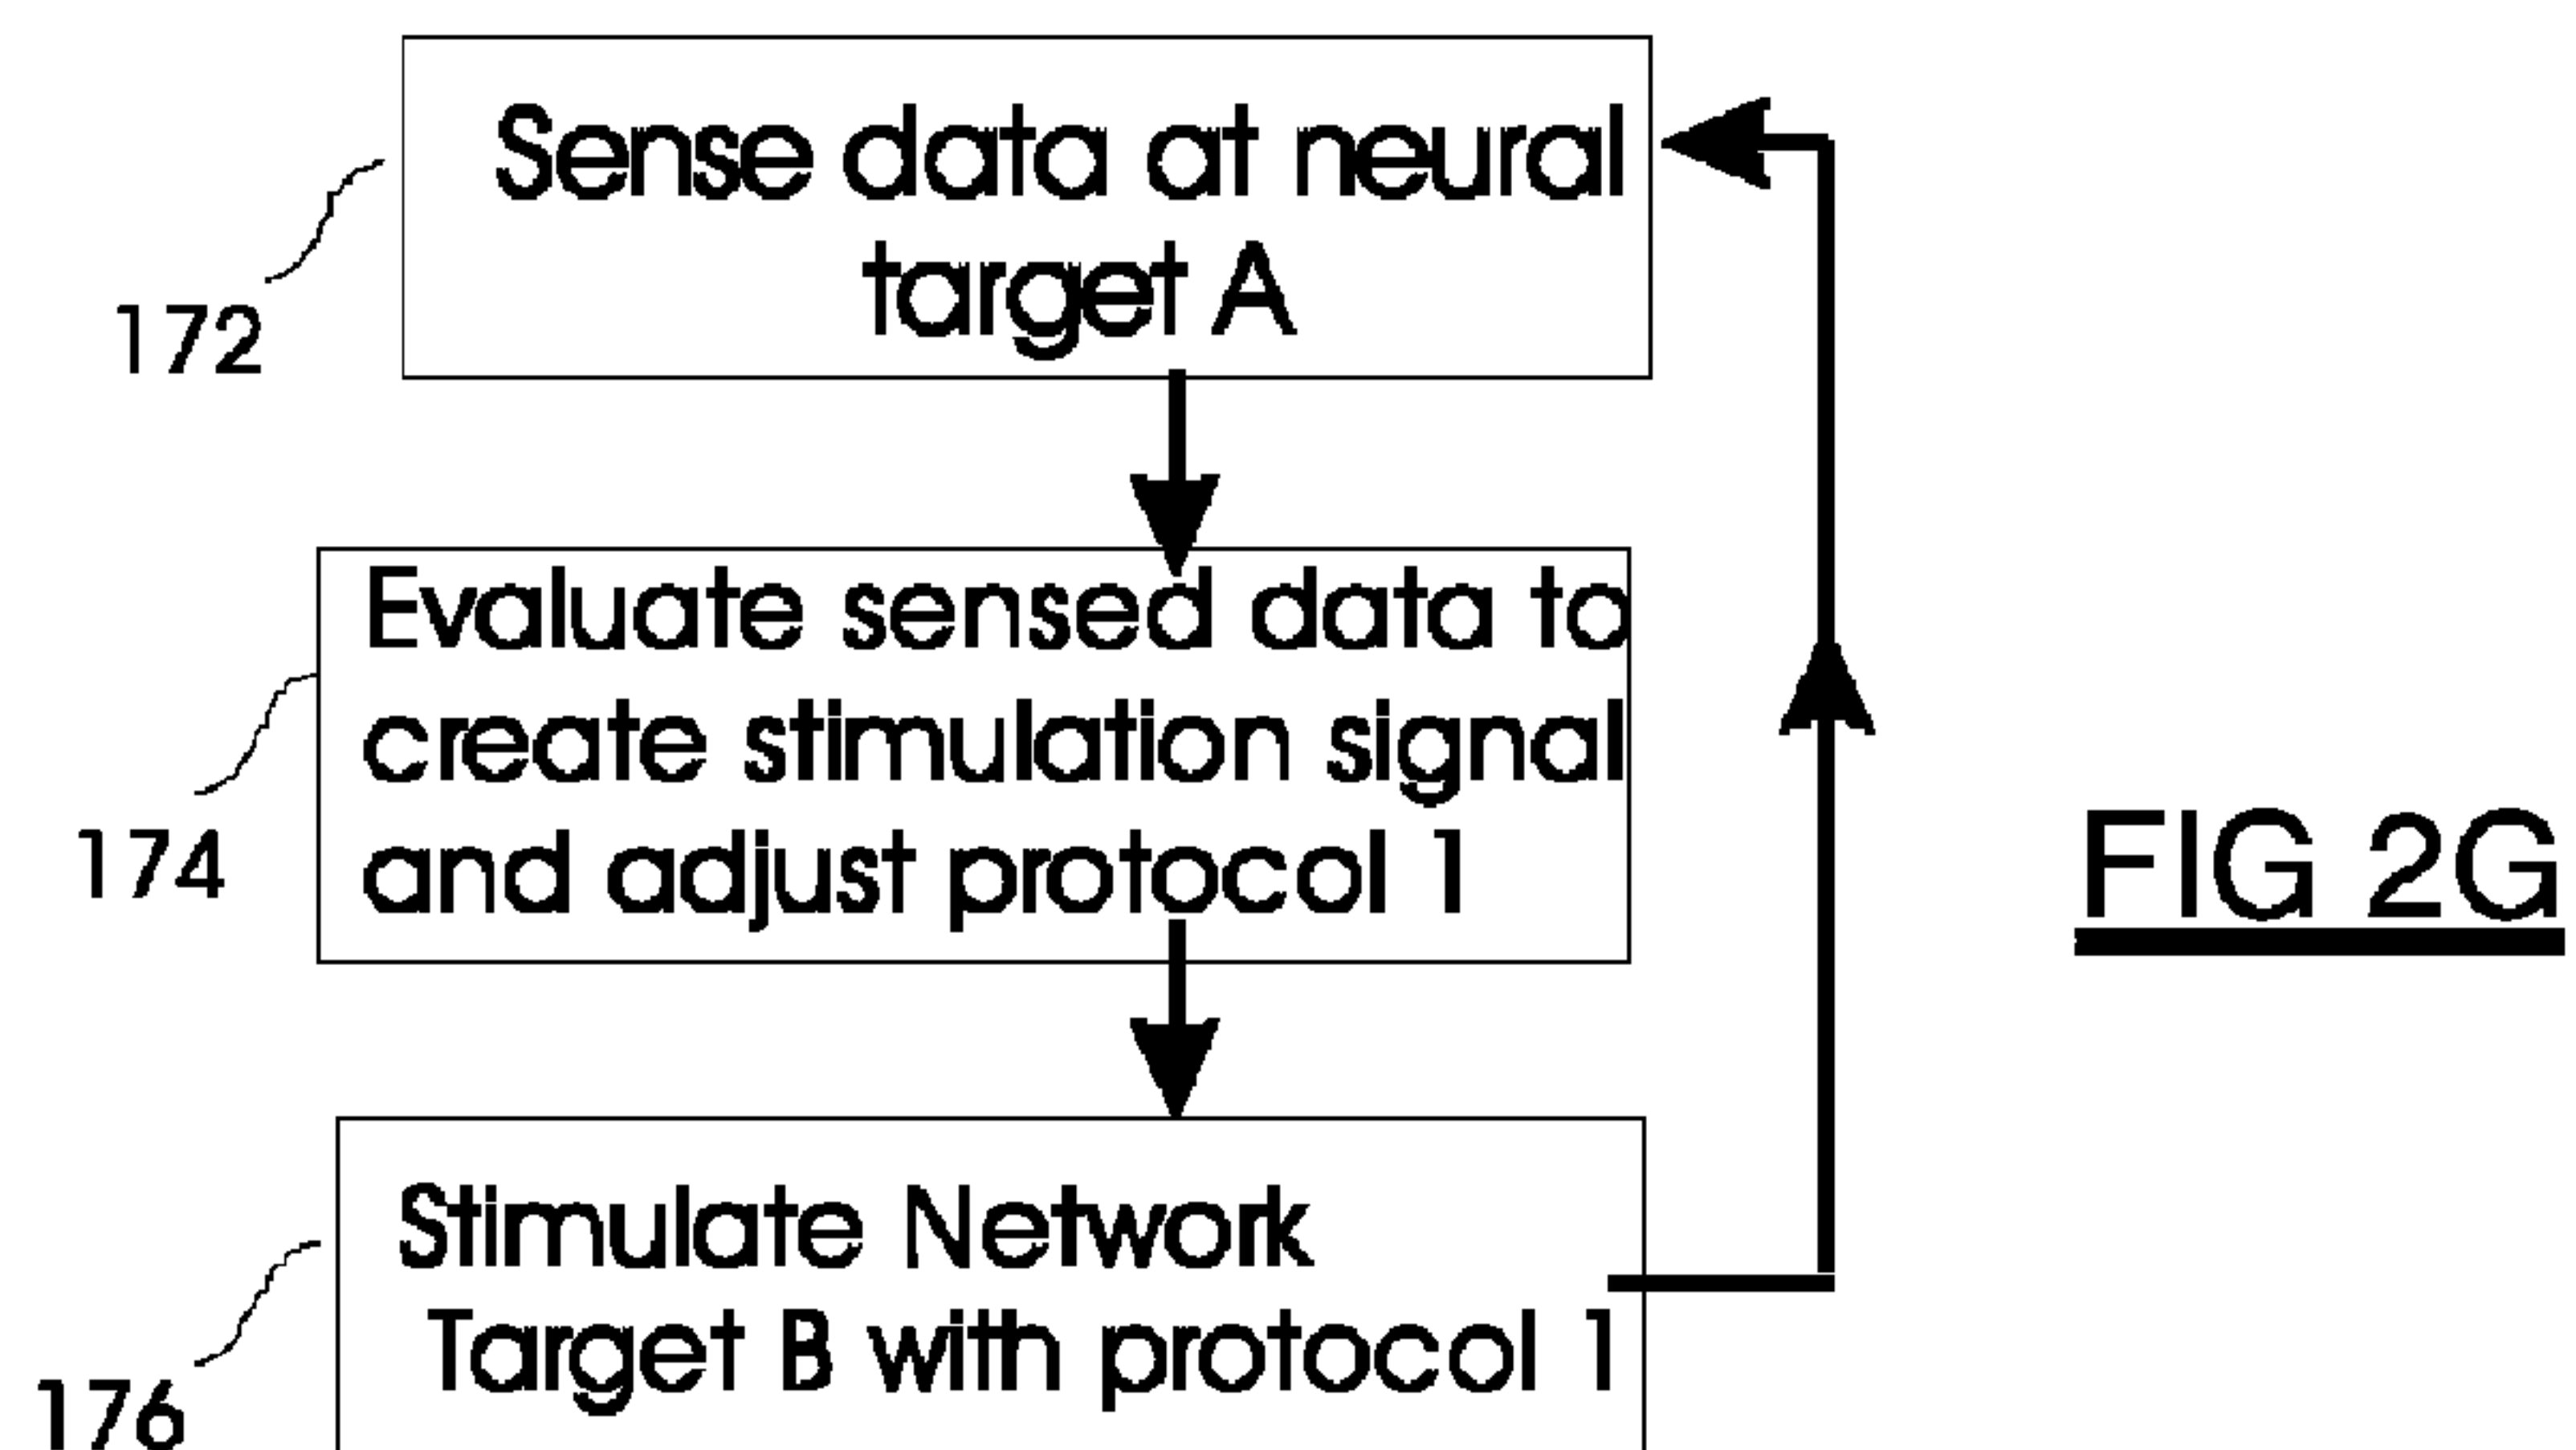 Sense data at neural
target A
172
Evaluate sensed data to
create stimulation signal
and adjust protocol 1
174
FIG 2G
Stimulate Network
Target B with protocol 1
176